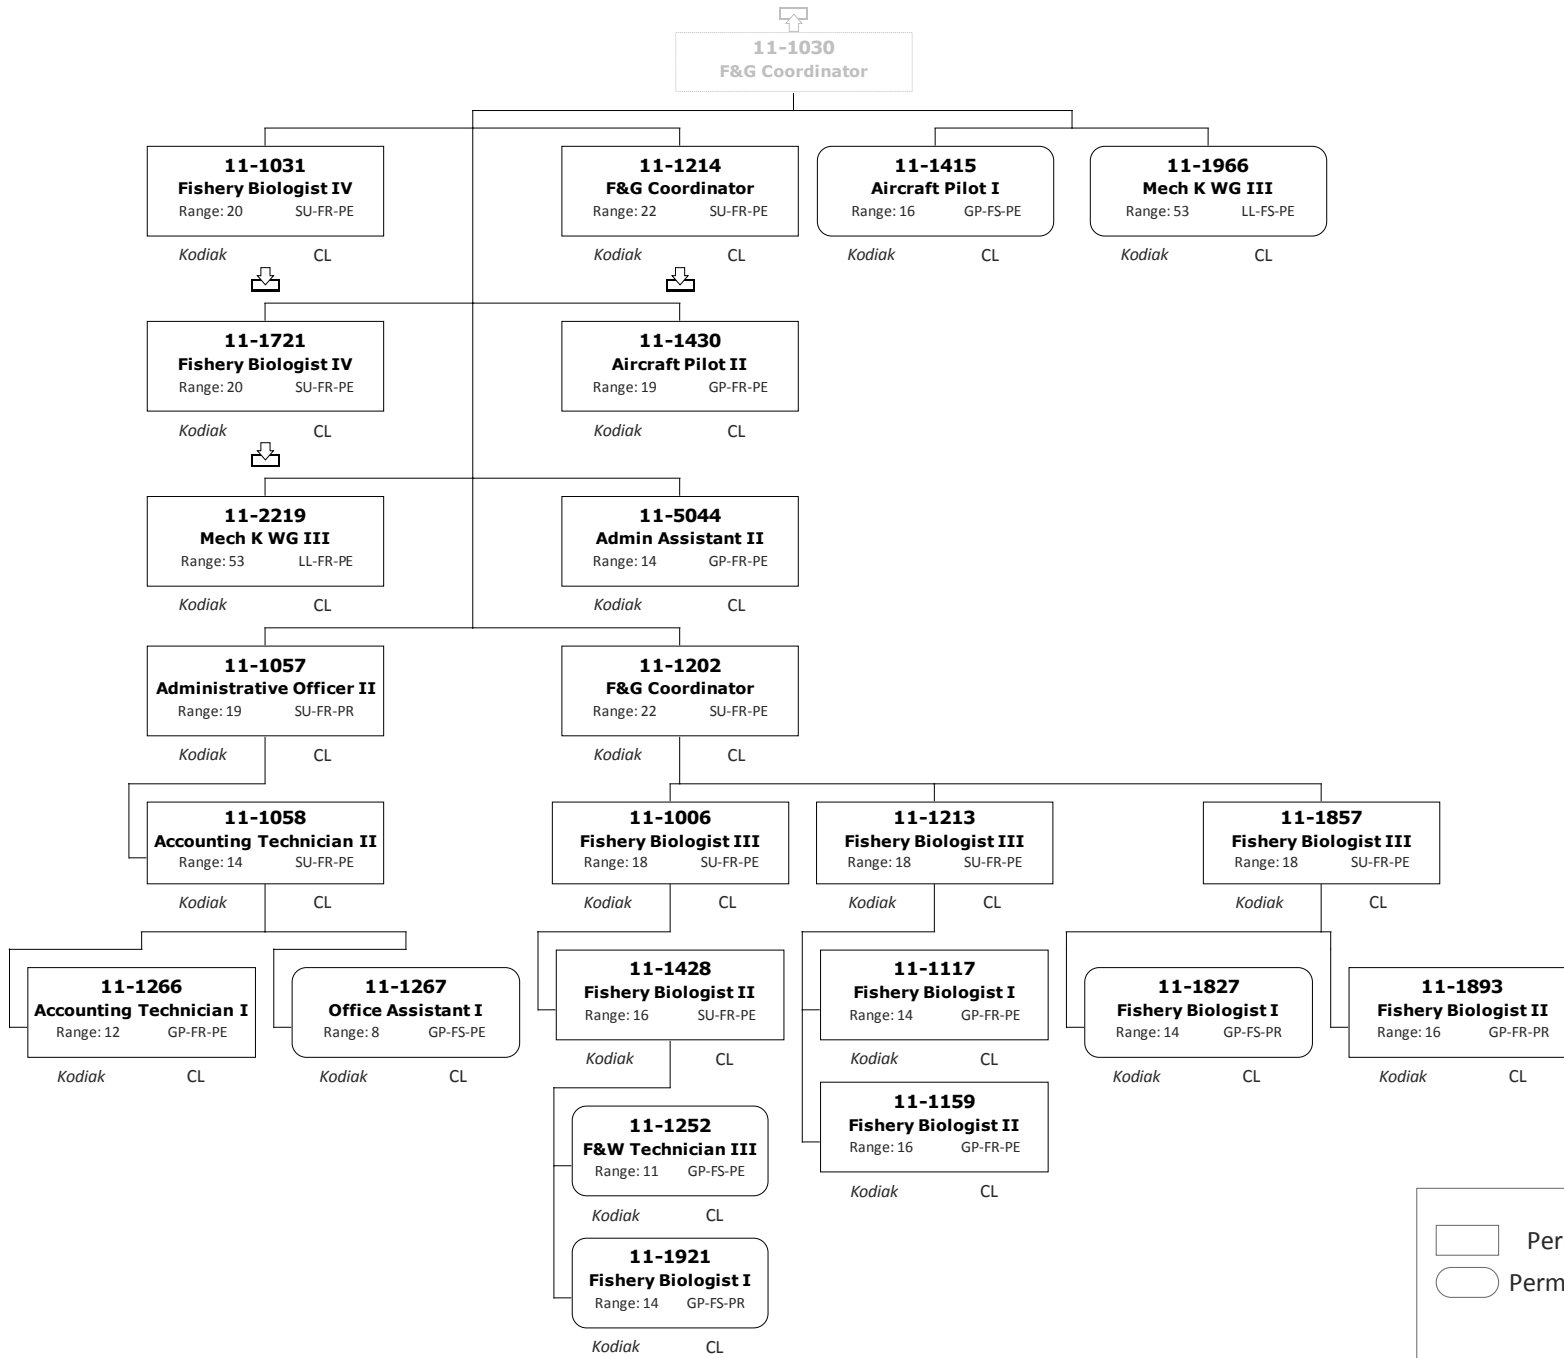 11-1030
F&G Coordinator
11-1031
Fishery Biologist IV
Range: 20 SU-FR-PE
Kodiak CL
11-1214
F&G Coordinator
Range: 22 SU-FR-PE
Kodiak CL
11-1415
Aircraft Pilot I
Range: 16 GP-FS-PE
Kodiak CL
11-1966
Mech K WG III
Range: 53 LL-FS-PE
Kodiak CL
11-1721
Fishery Biologist IV
Range: 20 SU-FR-PE
Kodiak CL
11-1430
Aircraft Pilot II
Range: 19 GP-FR-PE
Kodiak CL
11-2219
Mech K WG III
Range: 53 LL-FR-PE
Kodiak CL
11-5044
Admin Assistant II
Range: 14 GP-FR-PE
Kodiak CL
11-1057
Administrative Officer II
Range: 19 SU-FR-PR
Kodiak CL
11-1202
F&G Coordinator
Range: 22 SU-FR-PE
Kodiak CL
11-1058
Accounting Technician II
Range: 14 SU-FR-PE
Kodiak CL
11-1006
Fishery Biologist III
Range: 18 SU-FR-PE
Kodiak CL
11-1213
Fishery Biologist III
Range: 18 SU-FR-PE
Kodiak CL
11-1857
Fishery Biologist III
Range: 18 SU-FR-PE
Kodiak CL
11-1266
Accounting Technician I
Range: 12 GP-FR-PE
Kodiak CL
11-1267
Office Assistant I
Range: 8 GP-FS-PE
Kodiak CL
11-1428
Fishery Biologist II
Range: 16 SU-FR-PE
Kodiak CL
11-1117
Fishery Biologist I
Range: 14 GP-FR-PE
Kodiak CL
11-1827
Fishery Biologist I
Range: 14 GP-FS-PR
Kodiak CL
11-1893
Fishery Biologist II
Range: 16 GP-FR-PR
Kodiak CL
11-1252
F&W Technician III
Range: 11 GP-FS-PE
Kodiak CL
11-1159
Fishery Biologist II
Range: 16 GP-FR-PE
Kodiak CL
11-1921
Fishery Biologist I
Range: 14 GP-FS-PR
Kodiak CL
Per
Perm